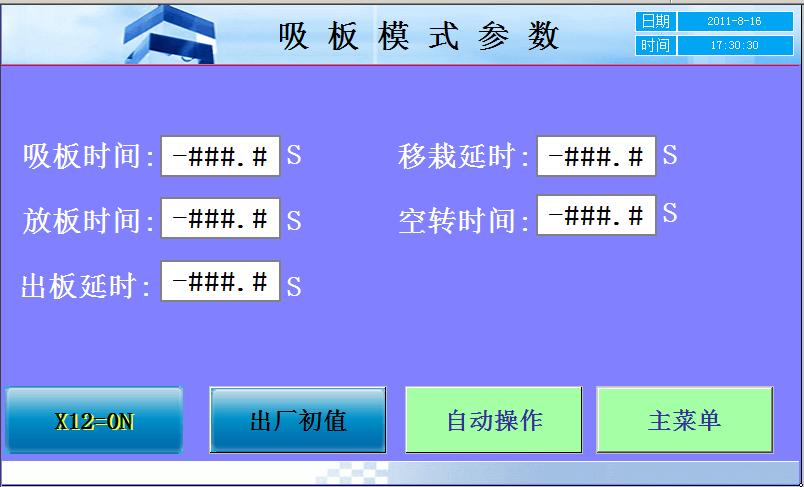 吸板模式参数
日期 2011-8-16
时间 17:30:30
吸板时间: -###.# S
移栽延时: -###.# S
放板时间: -###.# S
空转时间: -###.# S
出板延时: -###.# S
X12=ON
出厂初值
自动操作
主菜单